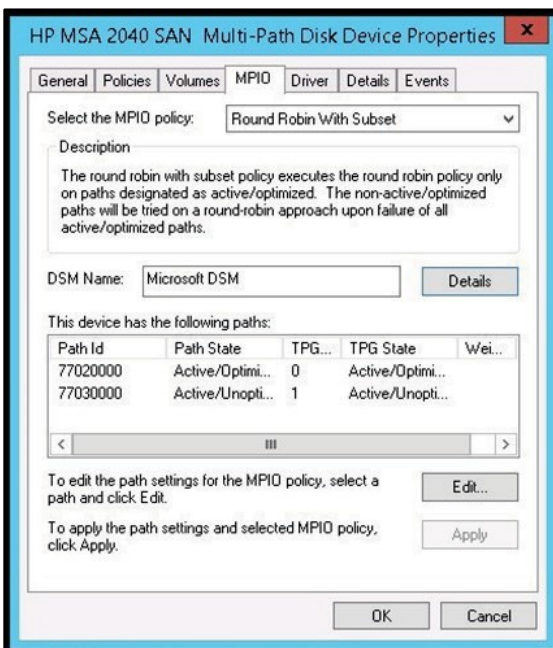 HP MSA 2040 SAN Multi-Path Disk Device Properties
x
General Policies Volumes MPIO Driver Details Events
Select the MPIO policy: Round Robin With Subset
Description
The round robin with subset policy executes the round robin policy only
on paths designated as active/optimized. The non-active/optimized
paths will be tried on a round-robin approach upon failure of all
active/optimized paths.
DSM Name: Microsoft DSM Details
This device has the following paths:
Path Id Path State TPG... TPG State Wei...
77020000 Active/Optimi... 0 Active/Optimi...
77030000 Active/Unopti... 1 Active/Unopti...
To edit the path settings for the MPIO policy, select a
path and click Edit.
Edit...
To apply the path settings and selected MPIO policy,
click Apply.
Apply
OK Cancel